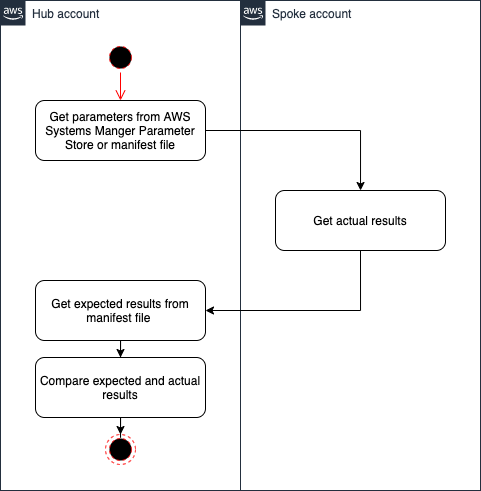 aws Hub account
aws Spoke account
Get parameters from AWS
Systems Manger Parameter
Store or manifest file
Get actual results
Get expected results from
manifest file
Compare expected and actual
results